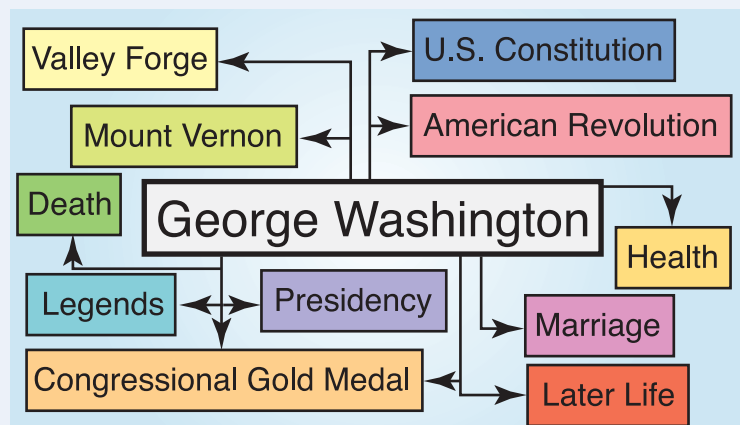 Valley Forge
U.S. Constitution
Mount Vernon
American Revolution
Death
George Washington
Health
Legends
Presidency
Marriage
Congressional Gold Medal
Later Life